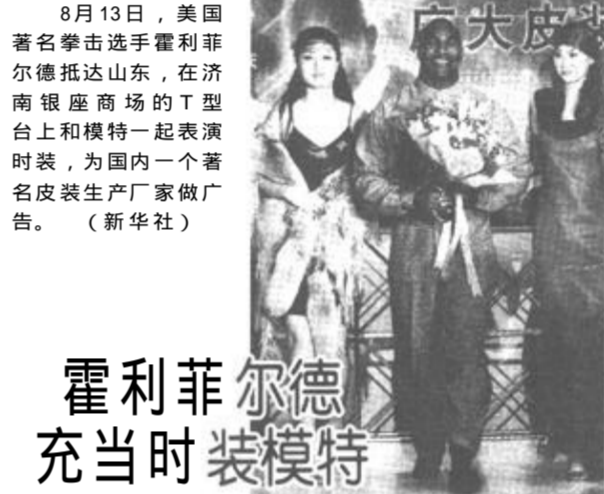 8月13日，美国
著名拳击选手霍利菲
尔德抵达山东，在济
南银座商场的T型
台上和模特一起表演
时装，为国内一个著
名皮装生产厂家做广
告。　（新华社）
大皮
霍利菲尔德
充当时装模特